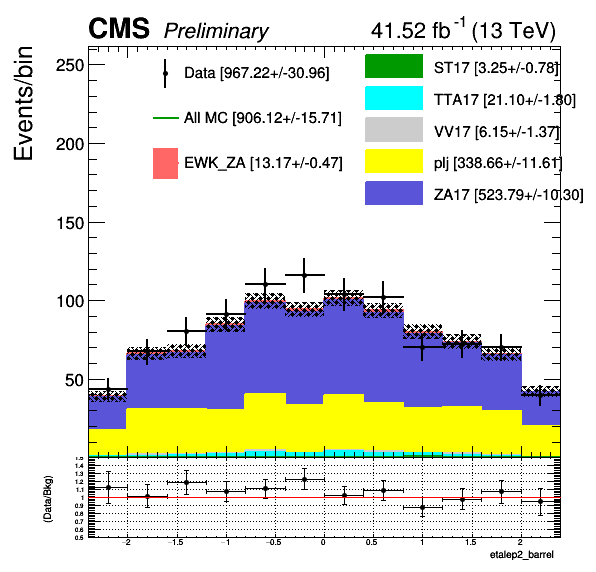 CMS Preliminary 41.52 fb⁻¹ (13 TeV)
Events/bin
250
200
150
100
50
Data [967.22+/-30.96]
All MC [906.12+/-15.71]
EWK_ZA [13.17+/-0.47]
ST17 [3.25+/-0.78]
TTA17 [21.10+/-1.80]
VV17 [6.15+/-1.37]
plj [338.66+/-11.61]
ZA17 [523.79+/-10.30]
(Data/Bkg)
1.5
1.4
1.3
1.2
1.1
1
0.9
0.8
0.7
0.6
0.5
−2 −1.5 −1 −0.5 0 0.5 1 1.5 2
etalep2_barrel